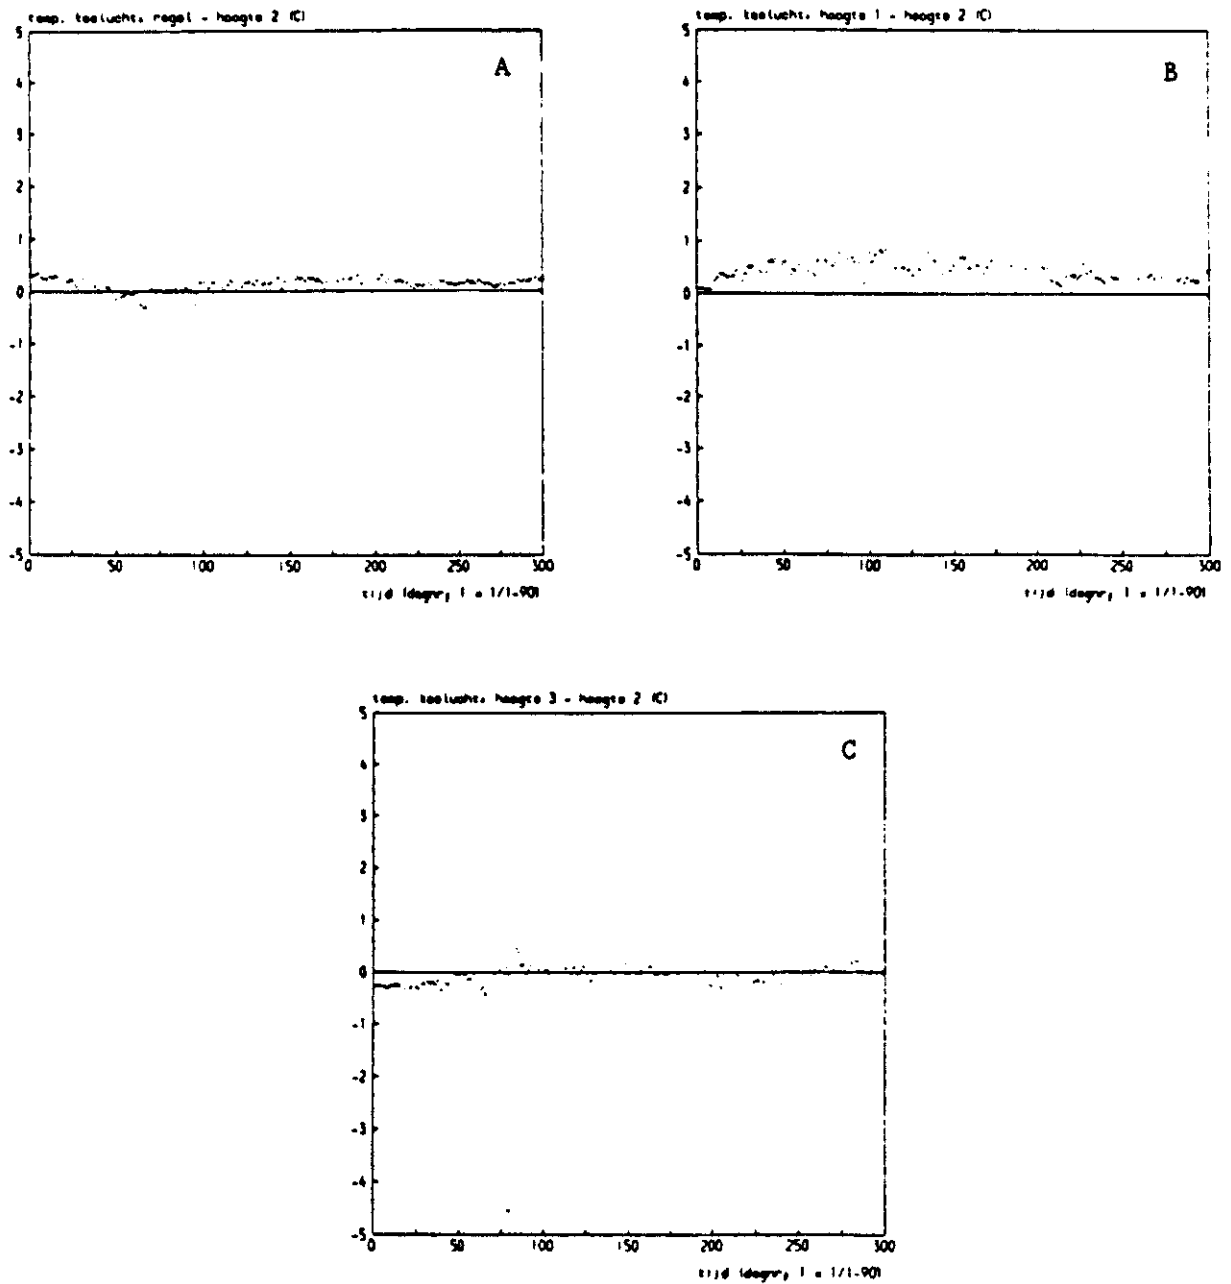 temp. kaslucht, regel - hoogte 2 (C)
A
5
4
3
2
1
0
-1
-2
-3
-4
-5
0 50 100 150 200 250 300
tijd (dagnr, 1 = 1/1-90)
temp. kaslucht, hoogte 1 - hoogte 2 (C)
B
5
4
3
2
1
0
-1
-2
-3
-4
-5
0 50 100 150 200 250 300
tijd (dagnr, 1 = 1/1-90)
temp. kaslucht, hoogte 3 - hoogte 2 (C)
C
5
4
3
2
1
0
-1
-2
-3
-4
-5
0 50 100 150 200 250 300
tijd (dagnr, 1 = 1/1-90)